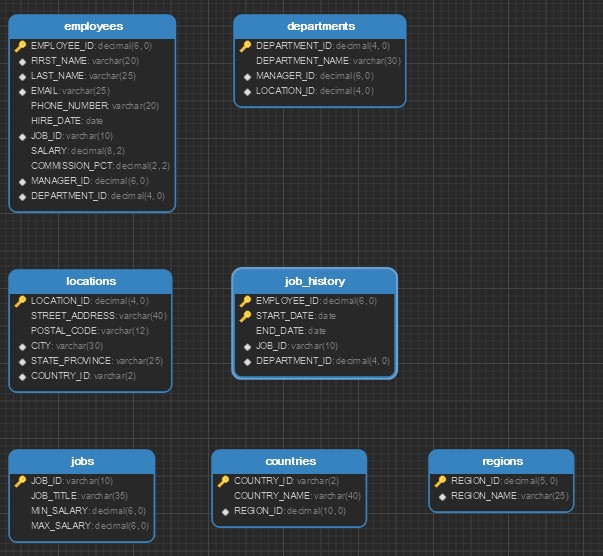 employees
EMPLOYEE_ID: decimal(6, 0)
FIRST_NAME: varchar(20)
LAST_NAME: varchar(25)
EMAIL: varchar(25)
PHONE_NUMBER: varchar(20)
HIRE_DATE: date
JOB_ID: varchar(10)
SALARY: decimal(8, 2)
COMMISSION_PCT: decimal(2, 2)
MANAGER_ID: decimal(6, 0)
DEPARTMENT_ID: decimal(4, 0)
departments
DEPARTMENT_ID: decimal(4, 0)
DEPARTMENT_NAME: varchar(30)
MANAGER_ID: decimal(6, 0)
LOCATION_ID: decimal(4, 0)
locations
LOCATION_ID: decimal(4, 0)
STREET_ADDRESS: varchar(40)
POSTAL_CODE: varchar(12)
CITY: varchar(30)
STATE_PROVINCE: varchar(25)
COUNTRY_ID: varchar(2)
job_history
EMPLOYEE_ID: decimal(6, 0)
START_DATE: date
END_DATE: date
JOB_ID: varchar(10)
DEPARTMENT_ID: decimal(4, 0)
jobs
JOB_ID: varchar(10)
JOB_TITLE: varchar(35)
MIN_SALARY: decimal(6, 0)
MAX_SALARY: decimal(6, 0)
countries
COUNTRY_ID: varchar(2)
COUNTRY_NAME: varchar(40)
REGION_ID: decimal(10, 0)
regions
REGION_ID: decimal(5, 0)
REGION_NAME: varchar(25)